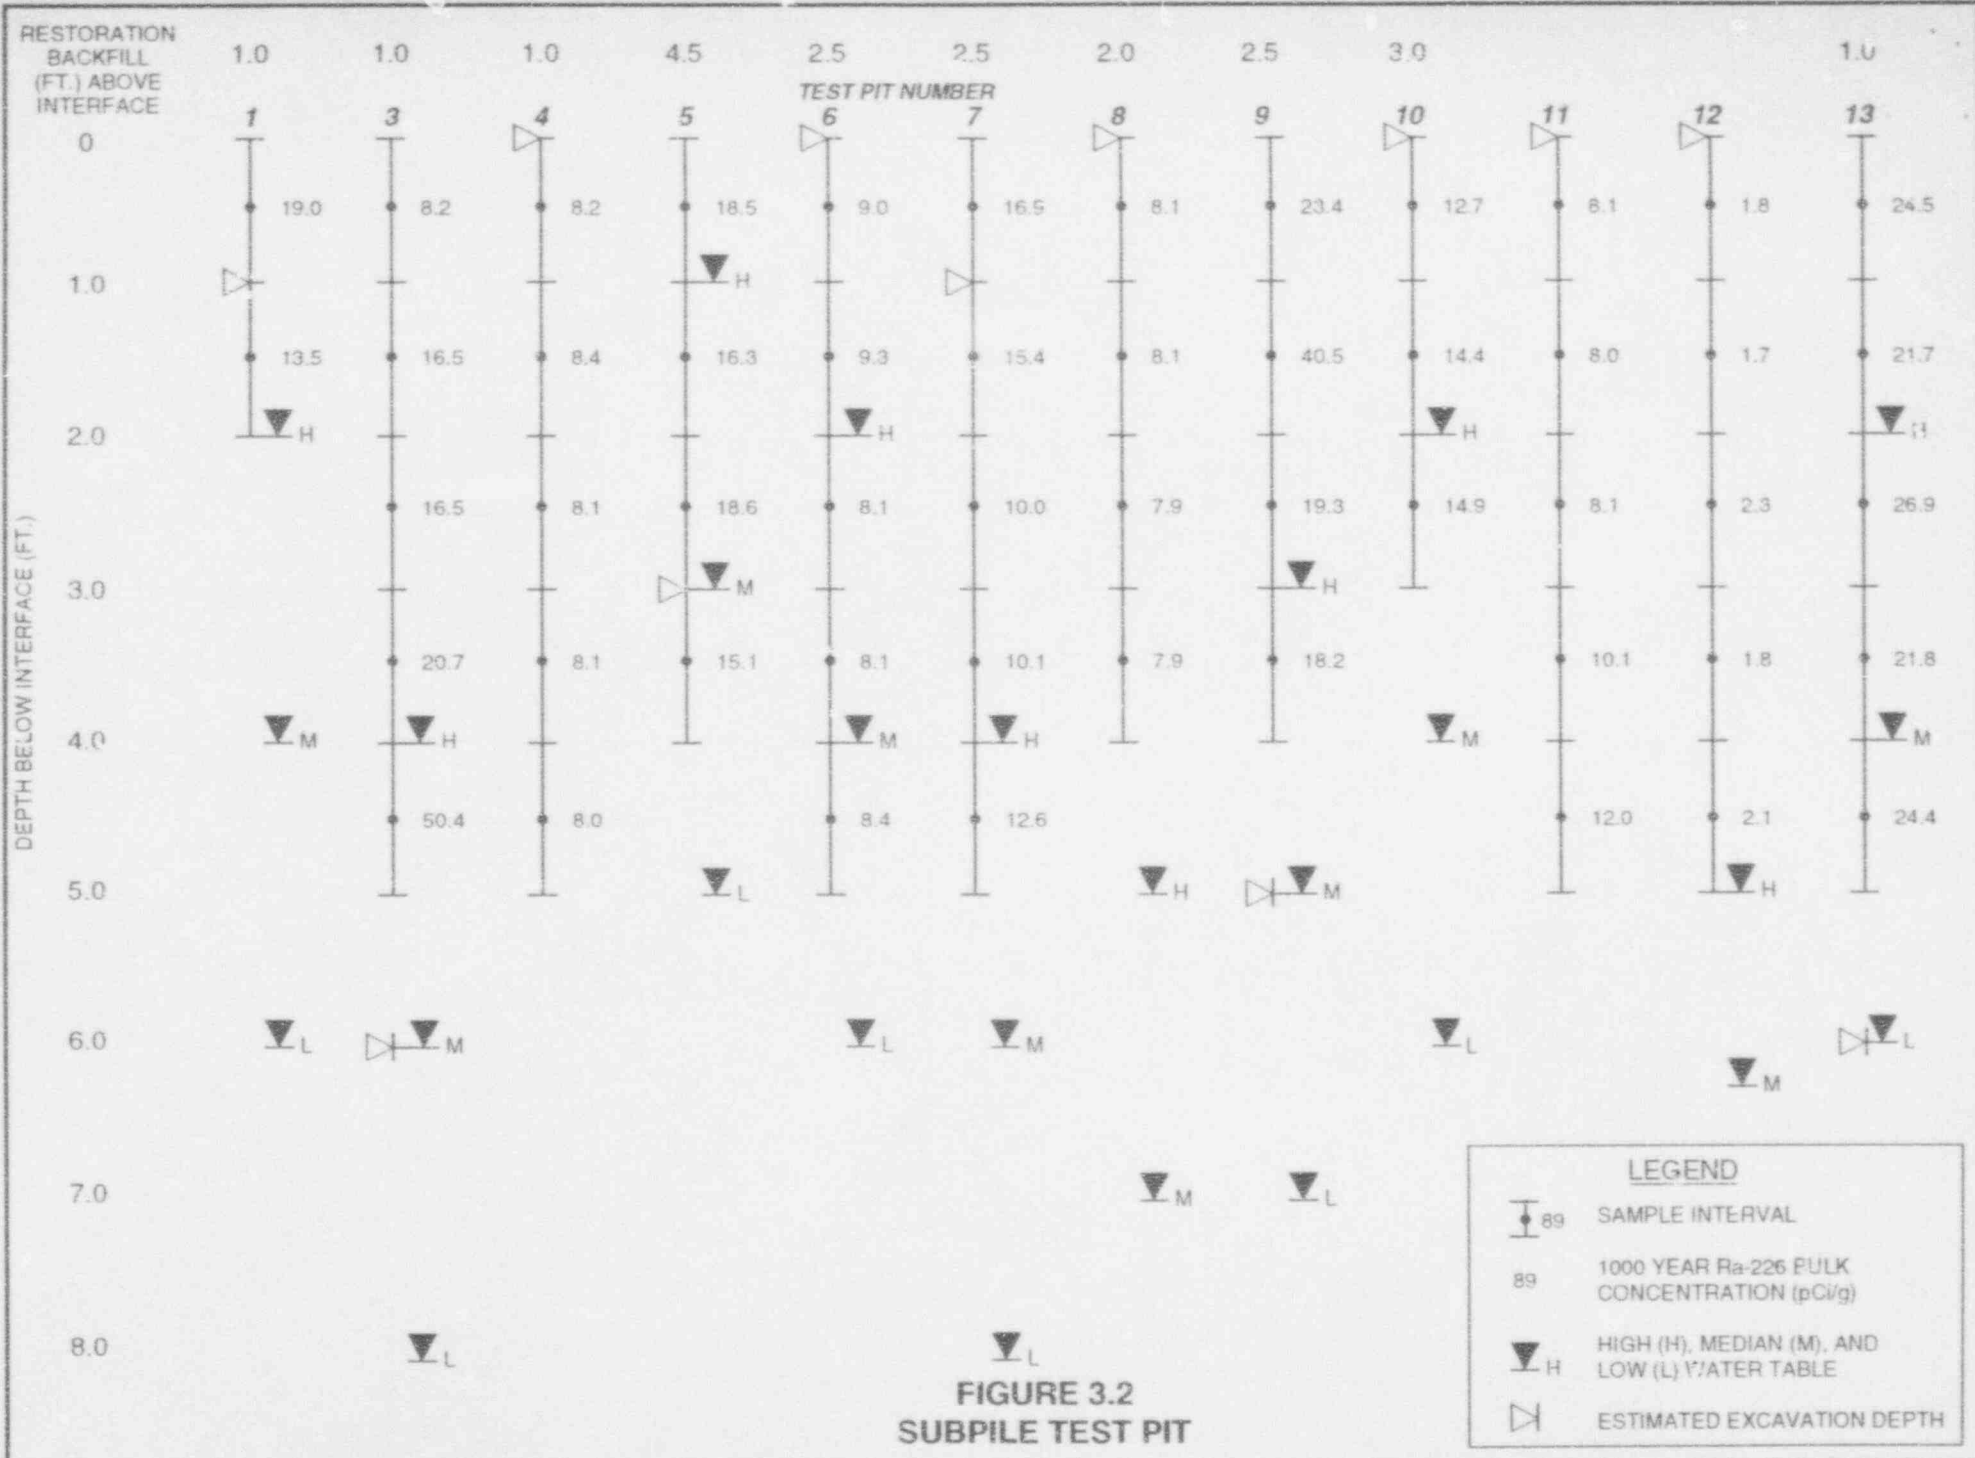 RESTORATION
BACKFILL
(FT.) ABOVE
INTERFACE
1.0 1.0 1.0 4.5 2.5 2.5 2.0 2.5 3.0 1.0
TEST PIT NUMBER
1 3 4 5 6 7 8 9 10 11 12 13
DEPTH BELOW INTERFACE (FT.)
0
19.0 8.2 8.2 18.5 9.0 16.5 8.1 23.4 12.7 8.1 1.8 24.5
1.0 H
13.5 16.5 8.4 16.3 9.3 15.4 8.1 40.5 14.4 8.0 1.7 21.7
2.0 H H H H
16.5 8.1 18.6 8.1 10.0 7.9 19.3 14.9 8.1 2.3 26.9
3.0 M H
20.7 8.1 15.1 8.1 10.1 7.9 18.2 10.1 1.8 21.8
4.0 M H M H M M
50.4 8.0 8.4 12.6 12.0 2.1 24.4
5.0 L H M H
6.0 L M L M L L
M
7.0 M L
8.0 L L
LEGEND
89 SAMPLE INTERVAL
89 1000 YEAR Ra-226 BULK
CONCENTRATION (pCi/g)
H HIGH (H), MEDIAN (M), AND
LOW (L) WATER TABLE
ESTIMATED EXCAVATION DEPTH
FIGURE 3.2
SUBPILE TEST PIT